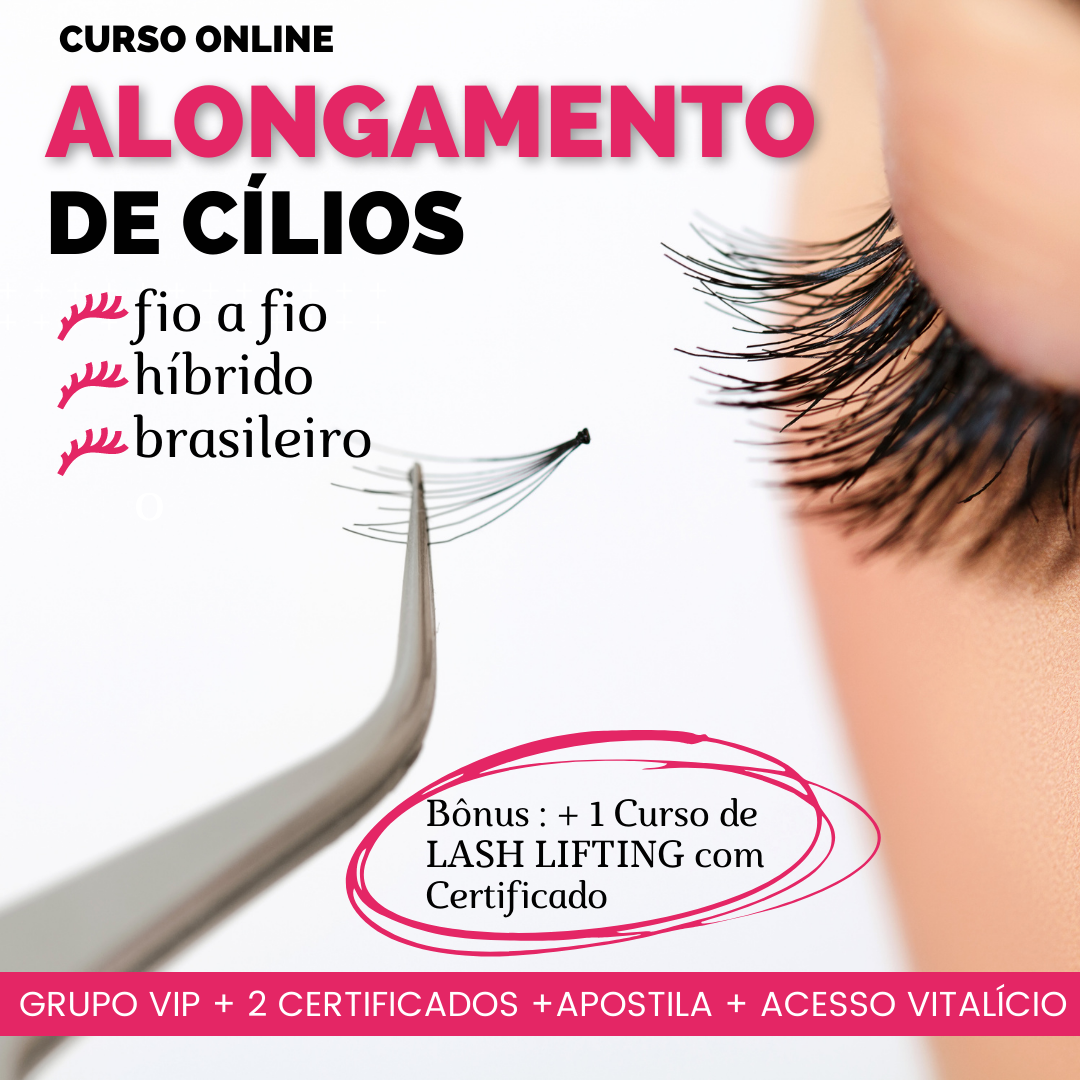 CURSO ONLINE
ALONGAMENTO
DE CÍLIOS
fio a fio
híbrido
brasileiro
o
Bônus : + 1 Curso de
LASH LIFTING com
Certificado
GRUPO VIP + 2 CERTIFICADOS +APOSTILA + ACESSO VITALÍCIO